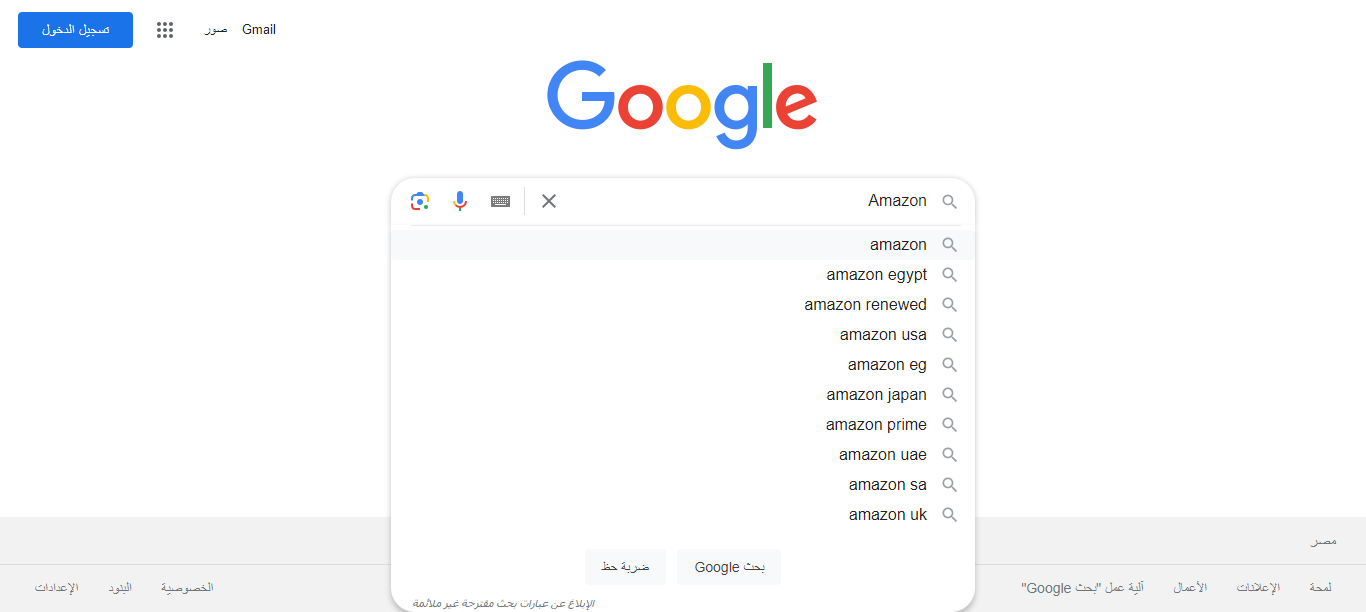 تسجيل الدخول
صور
Gmail
Google
Amazon
amazon
amazon egypt
amazon renewed
amazon usa
amazon eg
amazon japan
amazon prime
amazon uae
amazon sa
amazon uk
بحث Google
ضربة حظ
الإبلاغ عن عبارات بحث مقترحة غير ملائمة
مصر
لمحة
الإعلانات
الأعمال
آلية عمل "بحث Google"
الخصوصية
البنود
الإعدادات